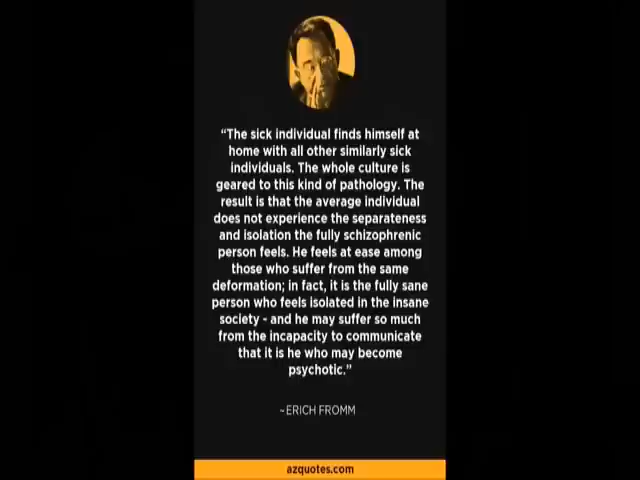 “The sick individual finds himself at
home with all other similarly sick
individuals. The whole culture is
geared to this kind of pathology. The
result is that the average individual
does not experience the separateness
and isolation the fully schizophrenic
person feels. He feels at ease among
those who suffer from the same
deformation; in fact, it is the fully sane
person who feels isolated in the insane
society - and he may suffer so much
from the incapacity to communicate
that it is he who may become
psychotic.”
~ERICH FROMM
azquotes.com